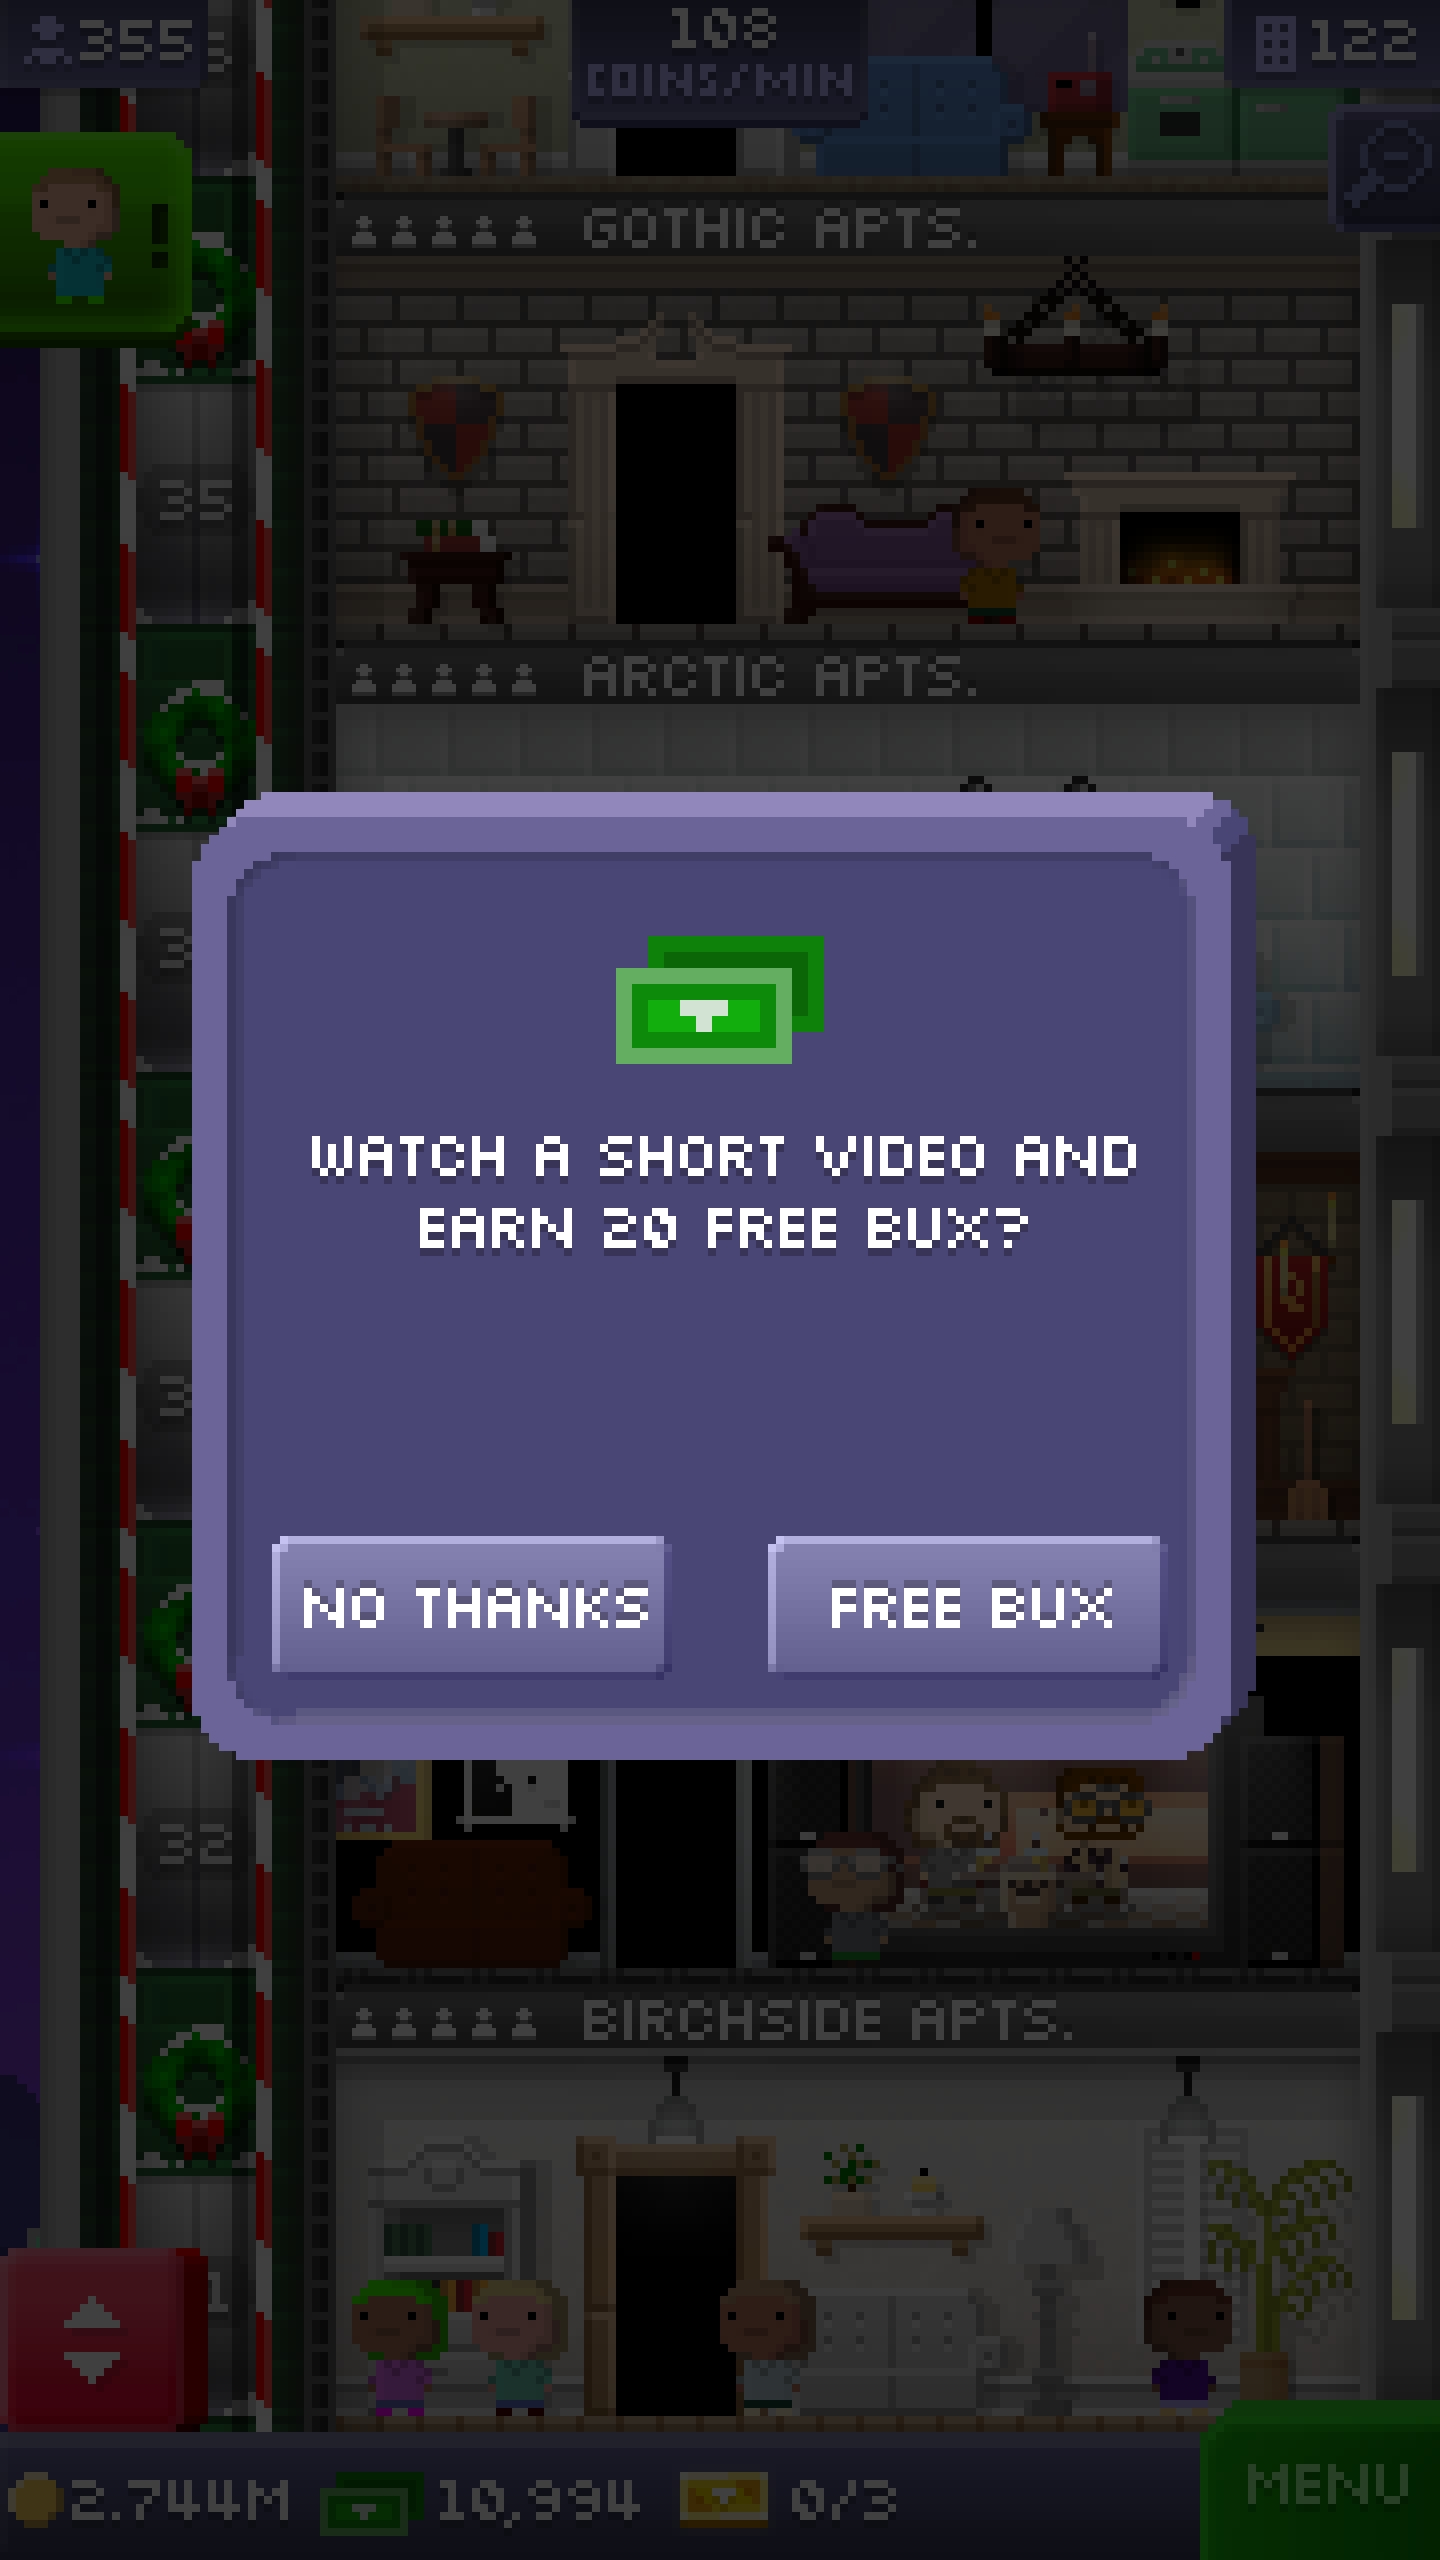 355
108
COINS/MIN
122
GOTHIC APTS.
35
ARCTIC APTS.
WATCH A SHORT VIDEO AND
EARN 20 FREE BUX?
NO THANKS
FREE BUX
32
BIRCHSIDE APTS.
2.744M
10,994
0/3
MENU